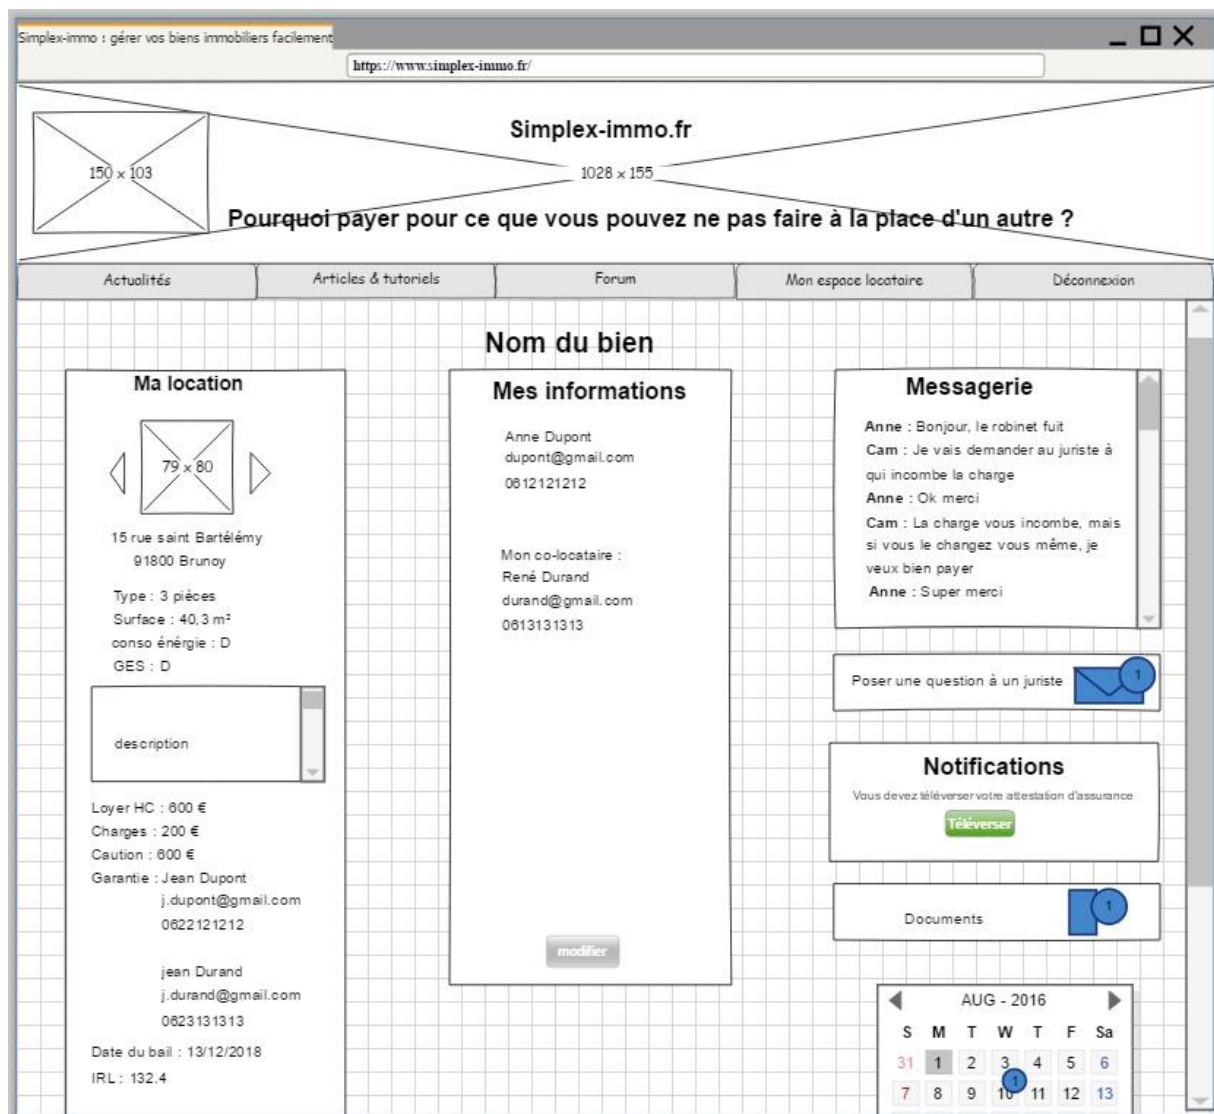 Simplex-immo : gérer vos biens immobiliers facilement
https://www.simplex-immo.fr/
Simplex-immo.fr
150 x 103
1028 x 155
Pourquoi payer pour ce que vous pouvez ne pas faire à la place d'un autre ?
Actualités
Articles & tutoriels
Forum
Mon espace locataire
Déconnexion
Nom du bien
Ma location
79 x 80
15 rue saint Bartélémy
91800 Brunoy
Type : 3 pièces
Surface : 40,3 m²
conso énérgie : D
GES : D
description
Loyer HC : 600 €
Charges : 200 €
Caution : 600 €
Garantie : Jean Dupont
j.dupont@gmail.com
0622121212
jean Durand
j.durand@gmail.com
0623131313
Date du bail : 13/12/2018
IRL : 132.4
Mes informations
Anne Dupont
dupont@gmail.com
0612121212
Mon co-locataire :
René Durand
durand@gmail.com
0613131313
modifier
Messagerie
Anne : Bonjour, le robinet fuit
Cam : Je vais demander au juriste à
qui incombe la charge
Anne : Ok merci
Cam : La charge vous incombe, mais
si vous le changez vous même, je
veux bien payer
Anne : Super merci
Poser une question à un juriste
1
Notifications
Vous devez téléverser votre attestation d'assurance
Téléverser
Documents
1
AUG - 2016
S M T W T F Sa
31 1 2 3 4 5 6
1
7 8 9 10 11 12 13